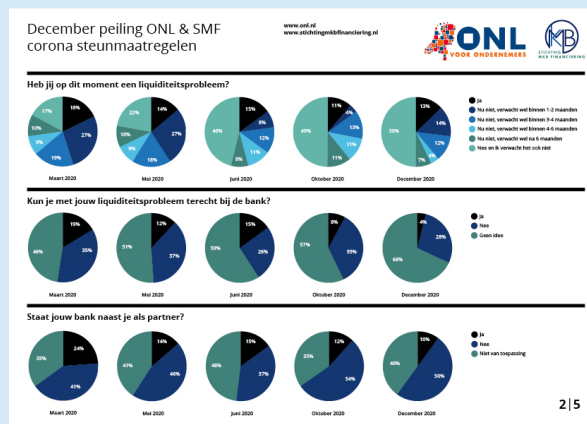 December peiling ONL & SMF
corona steunmaatregelen
www.onl.nl
www.stichtingmkbfinanciering.nl
ONL
VOOR ONDERNEMERS
STICHTING
MKB FINANCIERING
Heb jij op dit moment een liquiditeitsprobleem?
18%
27%
19%
9%
10%
17%
Maart 2020
14%
27%
18%
9%
10%
22%
Mei 2020
15%
8%
12%
11%
8%
Juni 2020
11%
4%
13%
11%
11%
49%
Oktober 2020
13%
14%
12%
7%
December 2020
Ja
Nu niet, verwacht wel binnen 1-2 maanden
Nu niet, verwacht wel binnen 3-4 maanden
Nu niet, verwacht wel binnen 4-6 maanden
Nu niet, verwacht wel na 6 maanden
Nee en ik verwacht het ook niet
Kun je met jouw liquiditeitsprobleem terecht bij de bank?
19%
35%
46%
Maart 2020
12%
37%
51%
Mei 2020
15%
26%
59%
Juni 2020
8%
35%
57%
Oktober 2020
4%
28%
68%
December 2020
Ja
Nee
Geen idee
Staat jouw bank naast je als partner?
24%
41%
35%
Maart 2020
14%
46%
41%
Mei 2020
15%
37%
48%
Juni 2020
12%
54%
35%
Oktober 2020
10%
50%
40%
December 2020
Ja
Nee
Niet van toepassing
2|5